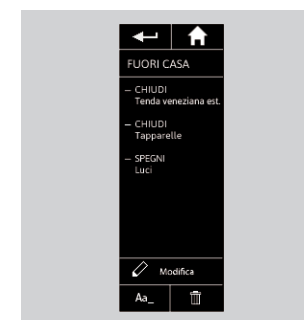 FUORI CASA
– CHIUDI
Tenda veneziana est.
– CHIUDI
Tapparelle
– SPEGNI
Luci
Modifica
Aa_